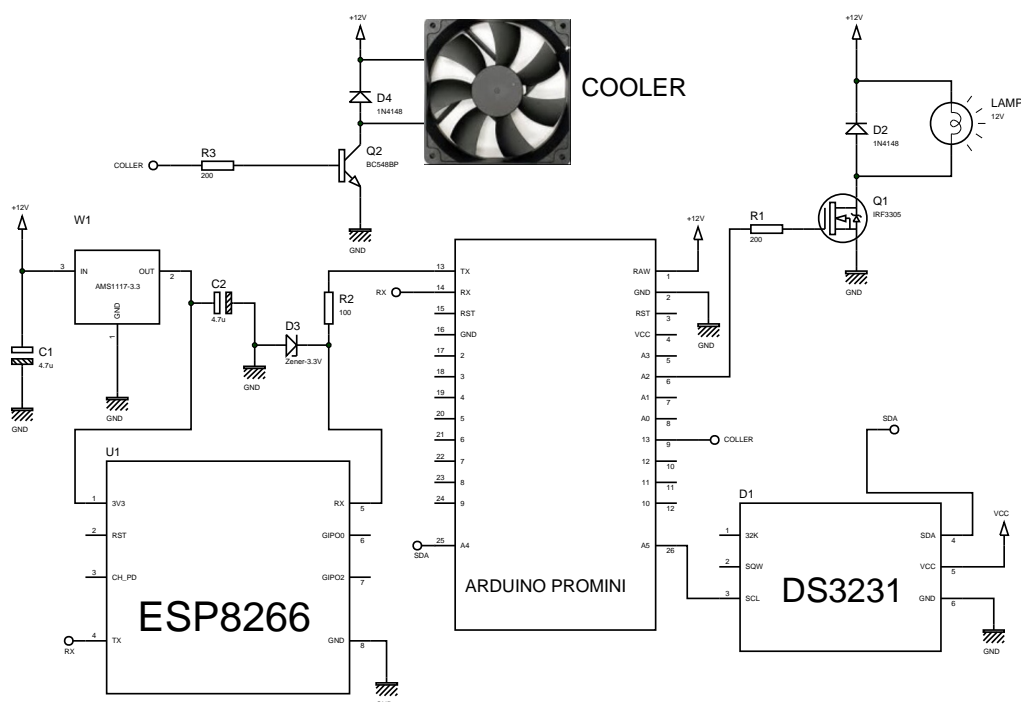 +12V
COOLER
D4
1N4148
Q2
BC548BP
R3
200
COLLER
GND
+12V
LAMP
12V
D2
1N4148
Q1
IRF3305
R1
200
GND
+12V
W1
3
IN
OUT
2
AMS1117-3.3
GND
1
GND
C1
4.7u
GND
C2
4.7u
GND
D3
Zener-3.3V
R2
100
RX
+12V
GND
13
TX
14
RX
15
RST
16
GND
17
2
18
3
19
4
20
5
21
6
22
7
23
8
24
9
25
A4
SDA
RAW
1
GND
2
RST
3
VCC
4
A3
5
A2
6
A1
7
A0
8
13
9
COLLER
12
10
11
11
10
12
A5
26
ARDUINO PROMINI
U1
1
3V3
2
RST
3
CH_PD
4
TX
RX
RX
5
GIPO0
6
GIPO2
7
GND
8
ESP8266
D1
1
32K
2
SQW
3
SCL
SDA
4
VCC
5
GND
6
DS3231
SDA
VCC
GND